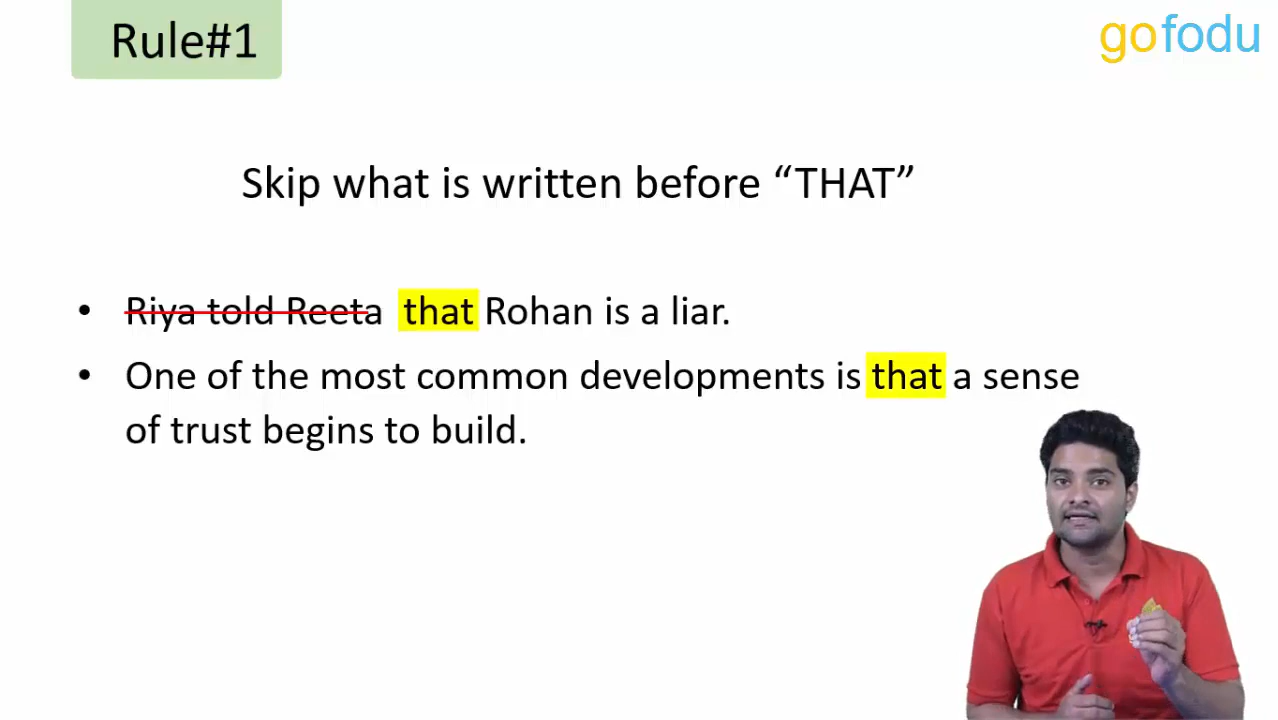 Rule#1
gofodu
Skip what is written before “THAT”
• Riya told Reeta that Rohan is a liar.
• One of the most common developments is that a sense
of trust begins to build.